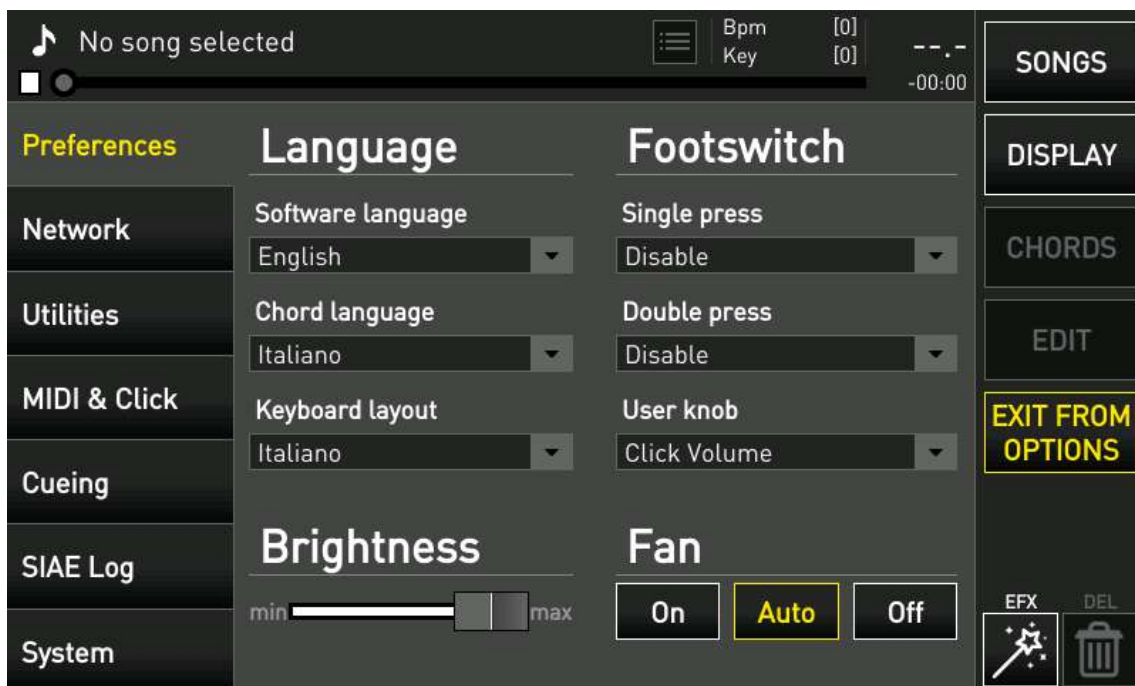 No song selected
Bpm [0]
Key [0]
--.-
-00:00
SONGS
DISPLAY
CHORDS
EDIT
EXIT FROM
OPTIONS
EFX DEL
Preferences
Network
Utilities
MIDI & Click
Cueing
SIAE Log
System
Language
Software language
English
Chord language
Italiano
Keyboard layout
Italiano
Brightness
min max
Footswitch
Single press
Disable
Double press
Disable
User knob
Click Volume
Fan
On Auto Off